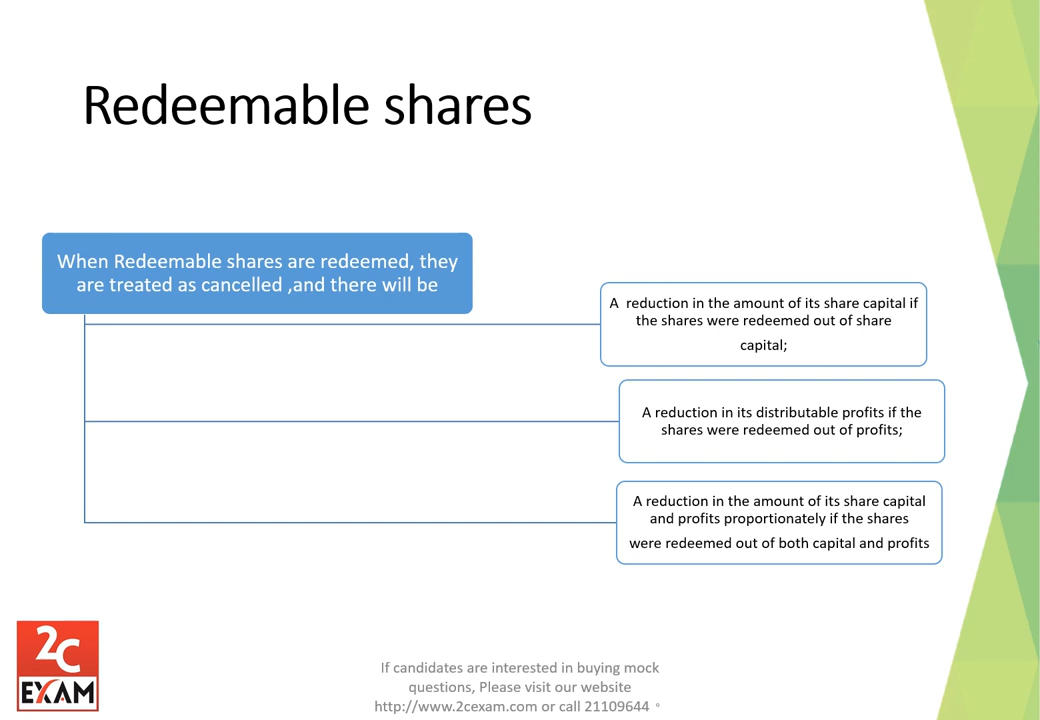 Redeemable shares
When Redeemable shares are redeemed, they
are treated as cancelled ,and there will be
A reduction in the amount of its share capital if
the shares were redeemed out of share
capital;
A reduction in its distributable profits if the
shares were redeemed out of profits;
A reduction in the amount of its share capital
and profits proportionately if the shares
were redeemed out of both capital and profits
2C
EXAM
If candidates are interested in buying mock
questions, Please visit our website
http://www.2cexam.com or call 21109644 。